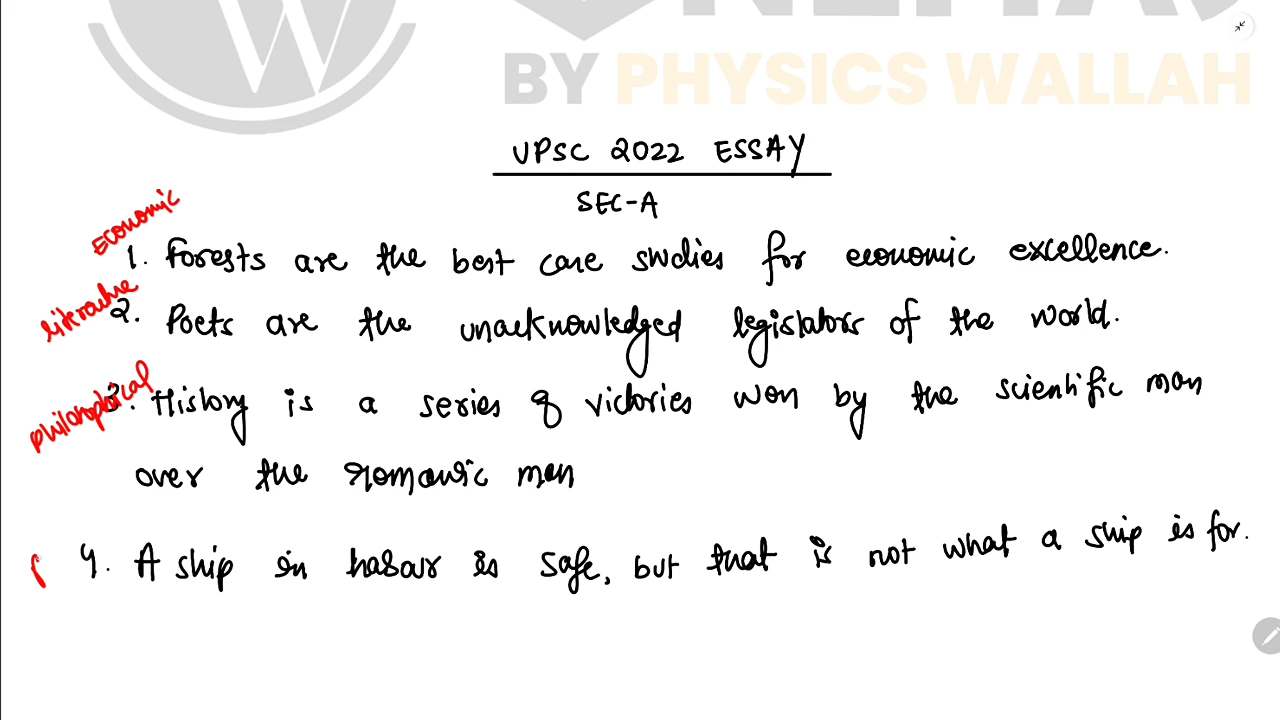 BY PHYSICS WALLAH
UPSC 2022 ESSAY
SEC-A
Economic
1. Forests are the best case studies for economic excellence.
literature
2. Poets are the unacknowledged legislators of the world.
Philosophical
3. History is a series of victories won by the scientific man
over the romantic man
4. A ship in habour is safe, but that is not what a ship is for.